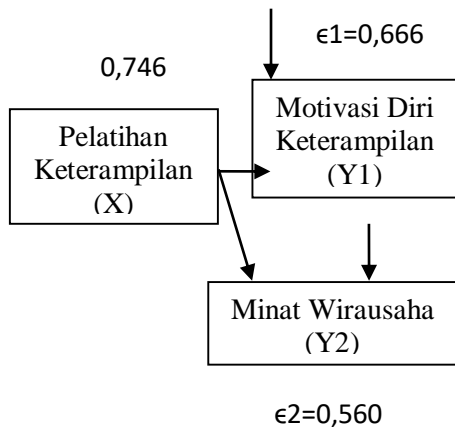 ϵ1=0,666
0,746
Motivasi Diri
Keterampilan
(Y1)
Pelatihan
Keterampilan
(X)
Minat Wirausaha
(Y2)
ϵ2=0,560